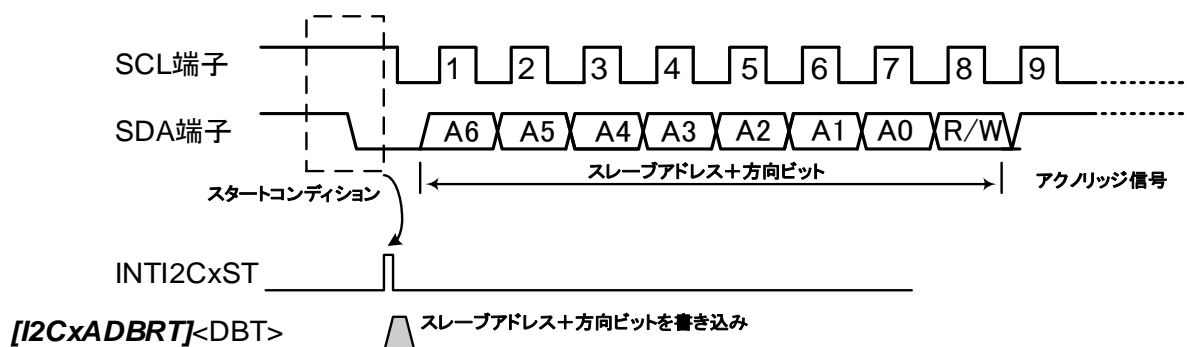 SCL端子 1 2 3 4 5 6 7 8 9
SDA端子 A6 A5 A4 A3 A2 A1 A0 R/W
スレーブアドレス+方向ビット
アクノリッジ信号
スタートコンディション
INTI2CxST
[I2CxADBRT]<DBT>
スレーブアドレス+方向ビットを書き込み